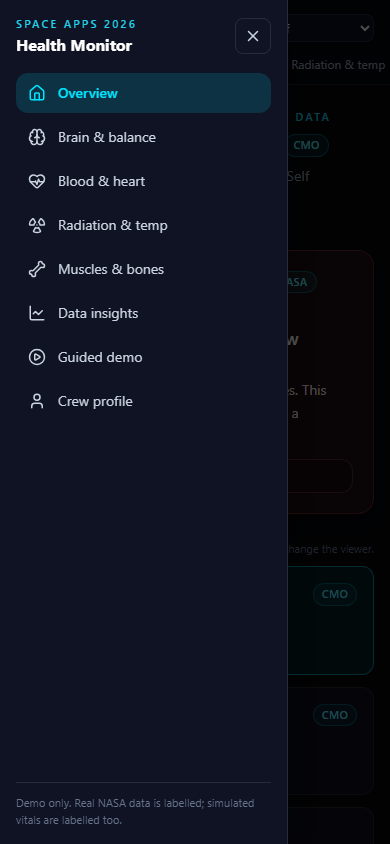 SPACE APPS 2026
Health Monitor
Overview
Brain & balance
Blood & heart
Radiation & temp
Muscles & bones
Data insights
Guided demo
Crew profile
Demo only. Real NASA data is labelled; simulated
vitals are labelled too.
Radiation & temp
DATA
CMO
Self
es. This
a
hange the viewer.
CMO
CMO